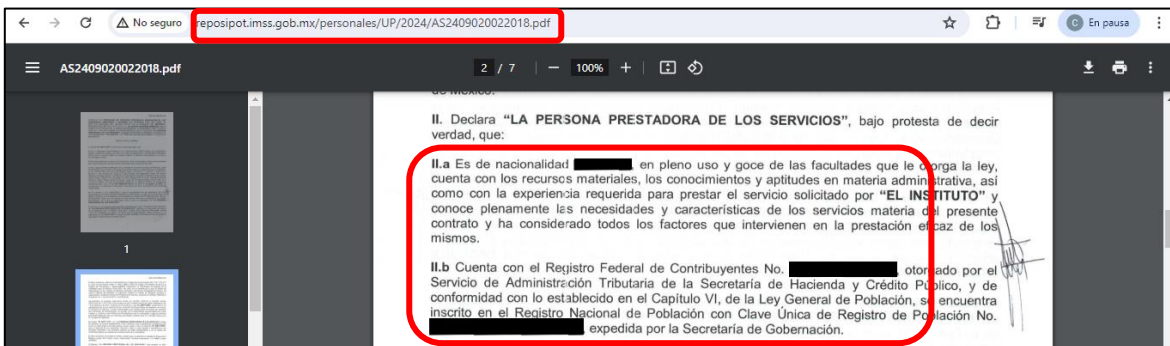 No seguro
reposipot.imss.gob.mx/personales/UP/2024/AS2409020022018.pdf
En pausa
AS2409020022018.pdf
2 / 7
100%
1
de México.
II. Declara “LA PERSONA PRESTADORA DE LOS SERVICIOS”, bajo protesta de decir
verdad, que:
II.a Es de nacionalidad en pleno uso y goce de las facultades que le otorga la ley,
cuenta con los recursos materiales, los conocimientos y aptitudes en materia administrativa, así
como con la experiencia requerida para prestar el servicio solicitado por “EL INSTITUTO” y
conoce plenamente las necesidades y características de los servicios materia del presente
contrato y ha considerado todos los factores que intervienen en la prestación eficaz de los
mismos.
II.b Cuenta con el Registro Federal de Contribuyentes No. , otorgado por el
Servicio de Administración Tributaria de la Secretaría de Hacienda y Crédito Público, y de
conformidad con lo establecido en el Capítulo VI, de la Ley General de Población, se encuentra
inscrito en el Registro Nacional de Población con Clave Única de Registro de Población No.
, expedida por la Secretaría de Gobernación.